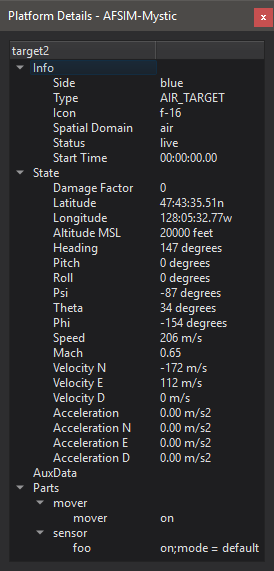 Platform Details - AFSIM-Mystic x
target2
Info
Side blue
Type AIR_TARGET
Icon f-16
Spatial Domain air
Status live
Start Time 00:00:00.00
State
Damage Factor 0
Latitude 47:43:35.51n
Longitude 128:05:32.77w
Altitude MSL 20000 feet
Heading 147 degrees
Pitch 0 degrees
Roll 0 degrees
Psi -87 degrees
Theta 34 degrees
Phi -154 degrees
Speed 206 m/s
Mach 0.65
Velocity N -172 m/s
Velocity E 112 m/s
Velocity D 0 m/s
Acceleration 0.00 m/s2
Acceleration N 0.00 m/s2
Acceleration E 0.00 m/s2
Acceleration D 0.00 m/s2
AuxData
Parts
mover
mover on
sensor
foo on;mode = default